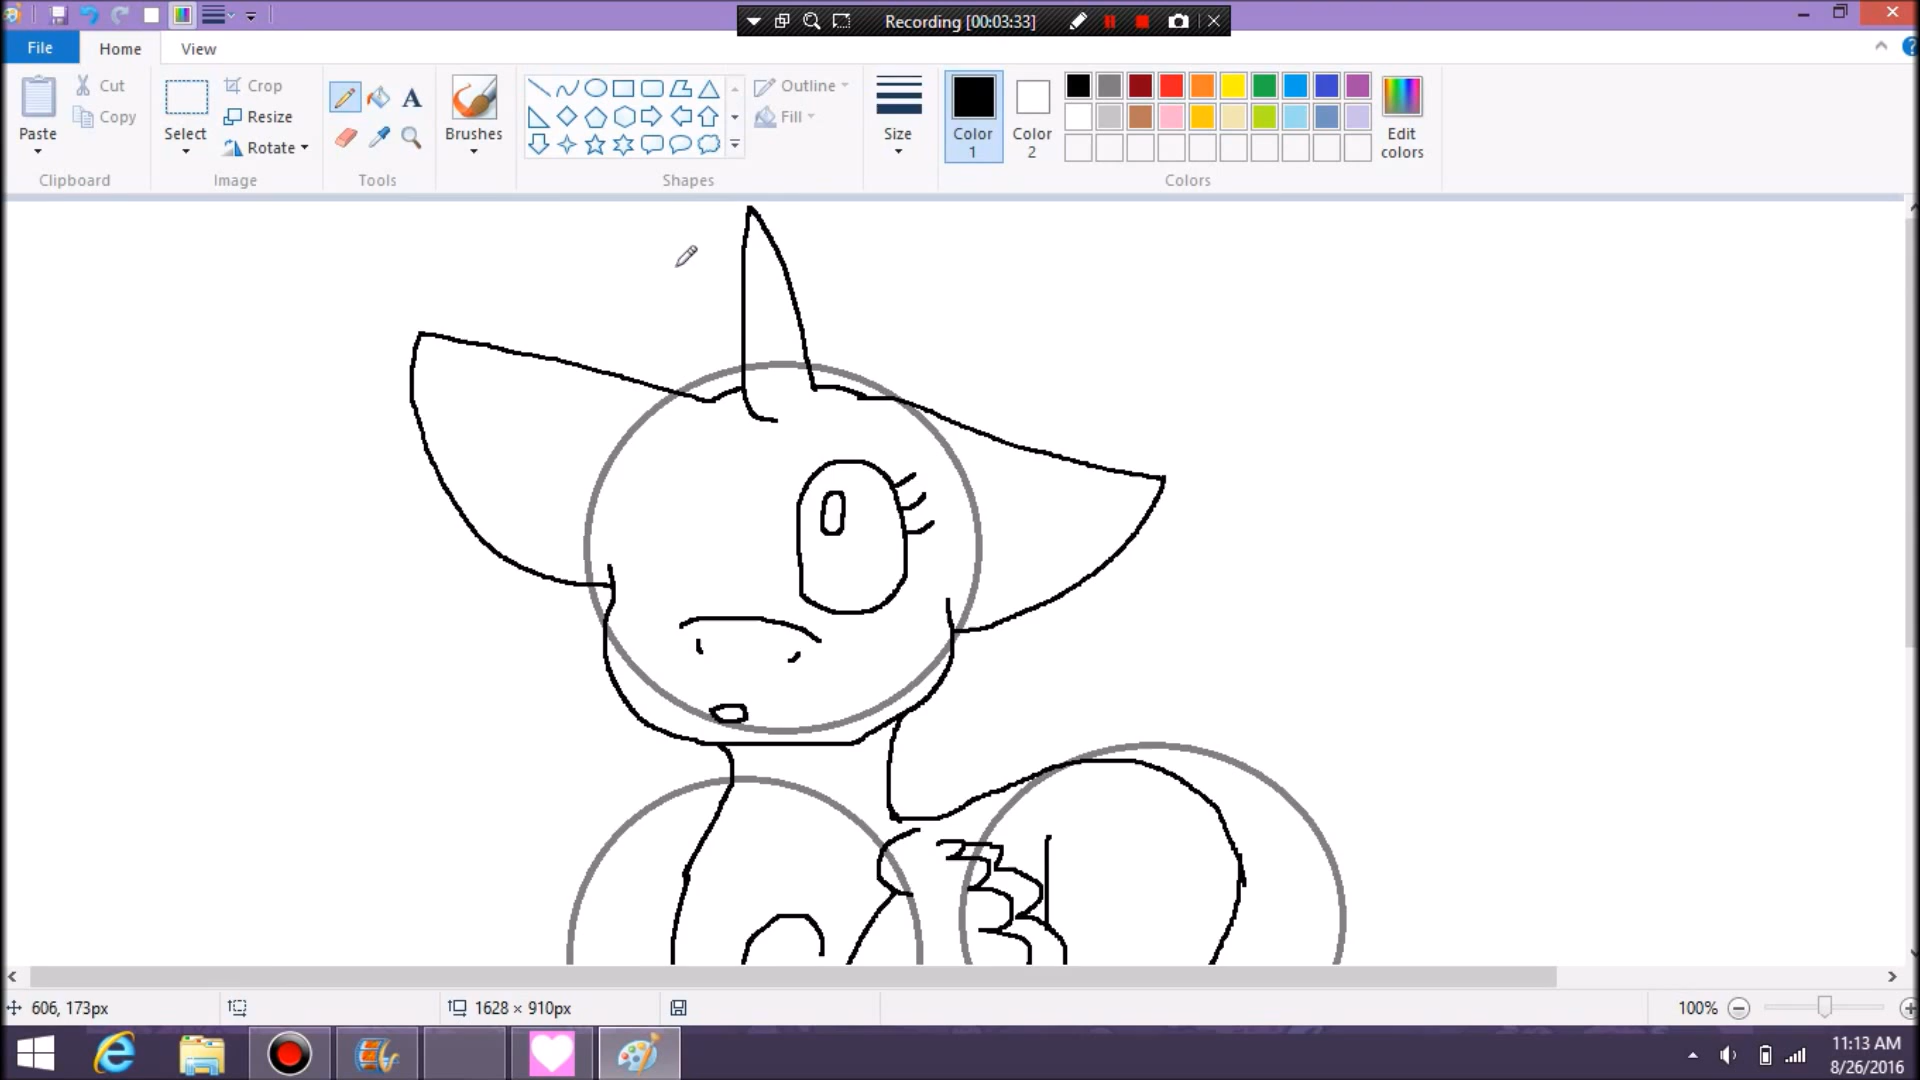 Recording [00:03:33]
File Home View
Paste
Cut
Copy
Clipboard
Select
Crop
Resize
Rotate
Image
A
Tools
Brushes
Shapes
Outline
Fill
Size
Color 1
Color 2
Edit colors
Colors
606, 173px
1628 × 910px
100%
11:13 AM
8/26/2016